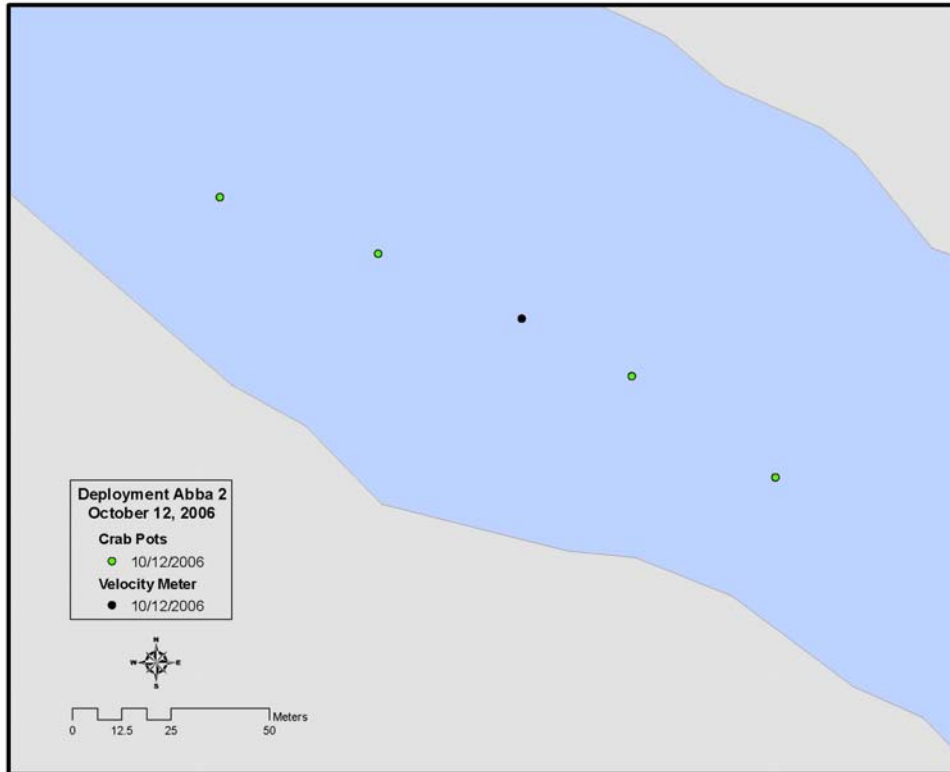 Deployment Abba 2
October 12, 2006
Crab Pots
10/12/2006
Velocity Meter
10/12/2006
N
W E
S
Meters
0 12.5 25 50